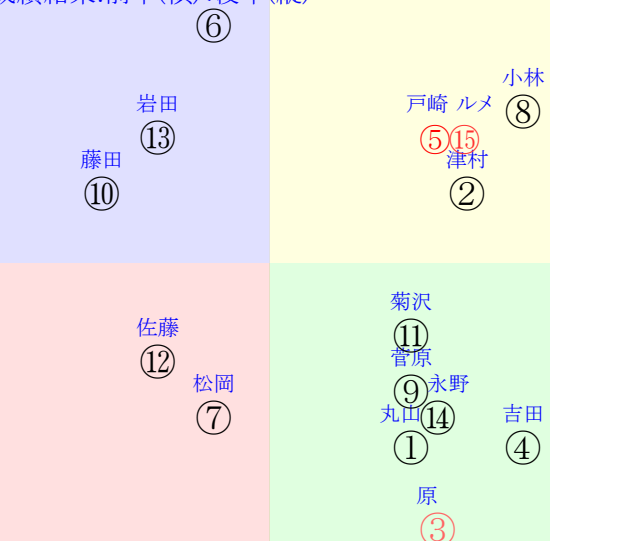 ⑥
小林
岩田 戸崎 ルメ ⑧
⑬ ⑤⑮
藤田 津村
⑩ ②
菊沢
佐藤 ⑪
⑫ 菅原
松岡 ⑨永野
⑦ 丸山⑭ 吉田
① ④
原
③